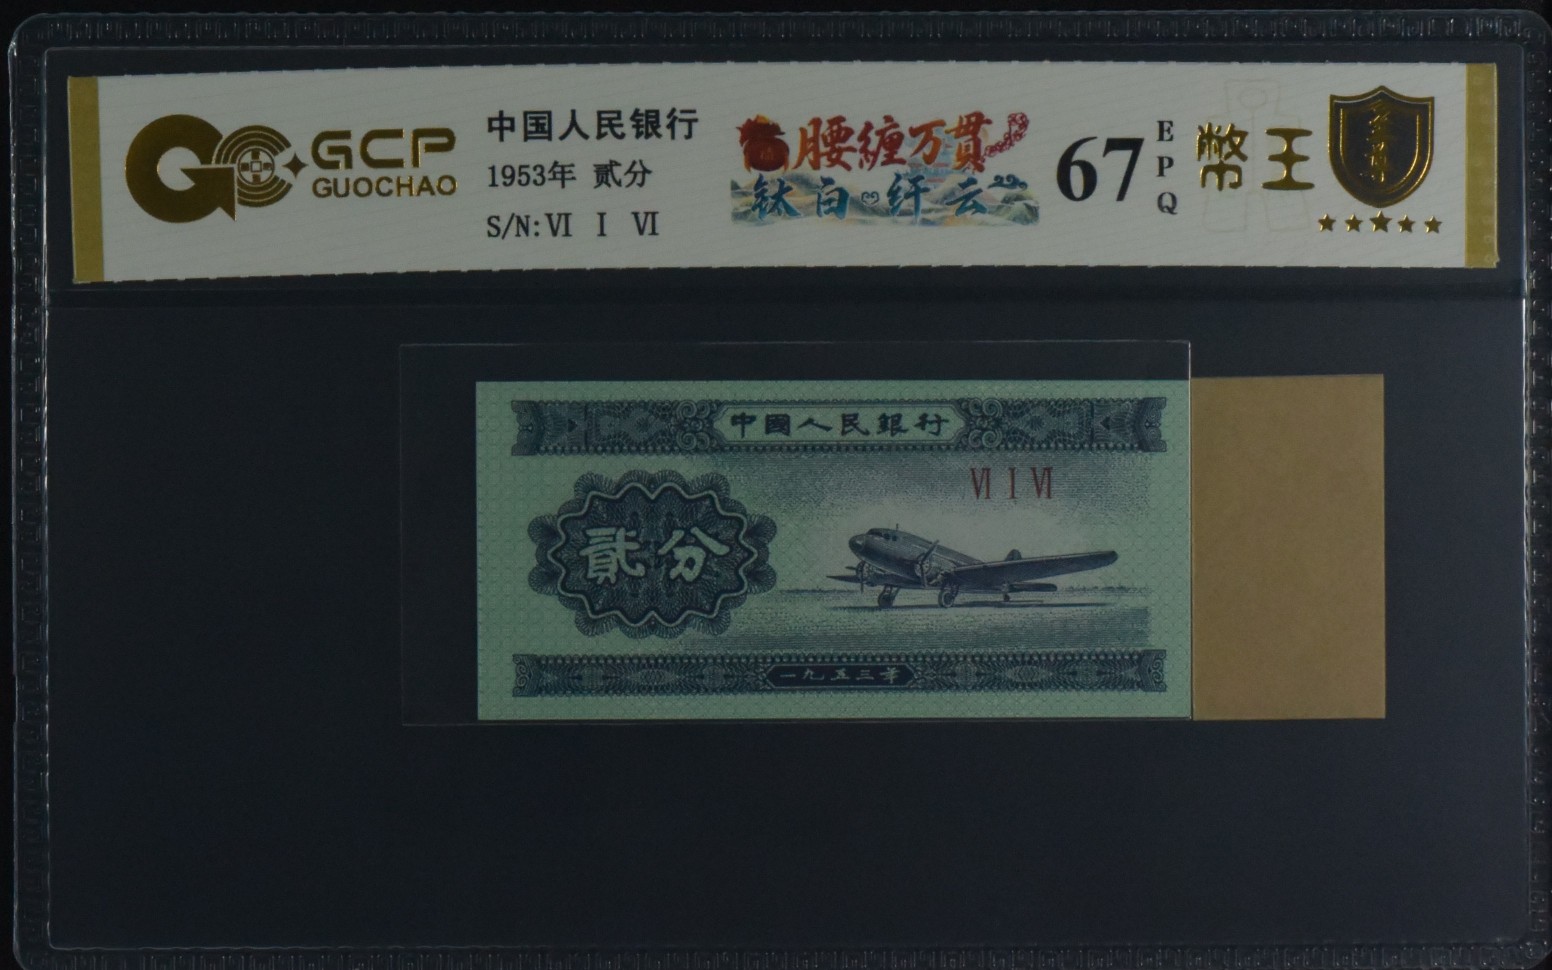 GCP
GUOCHAO
中国人民银行
1953年 贰分
S/N: VI I VI
腰缠万贯
钛白 纤云
67
EPQ
幣王
中國人民銀行
VI I VI
貳分
一九五三年